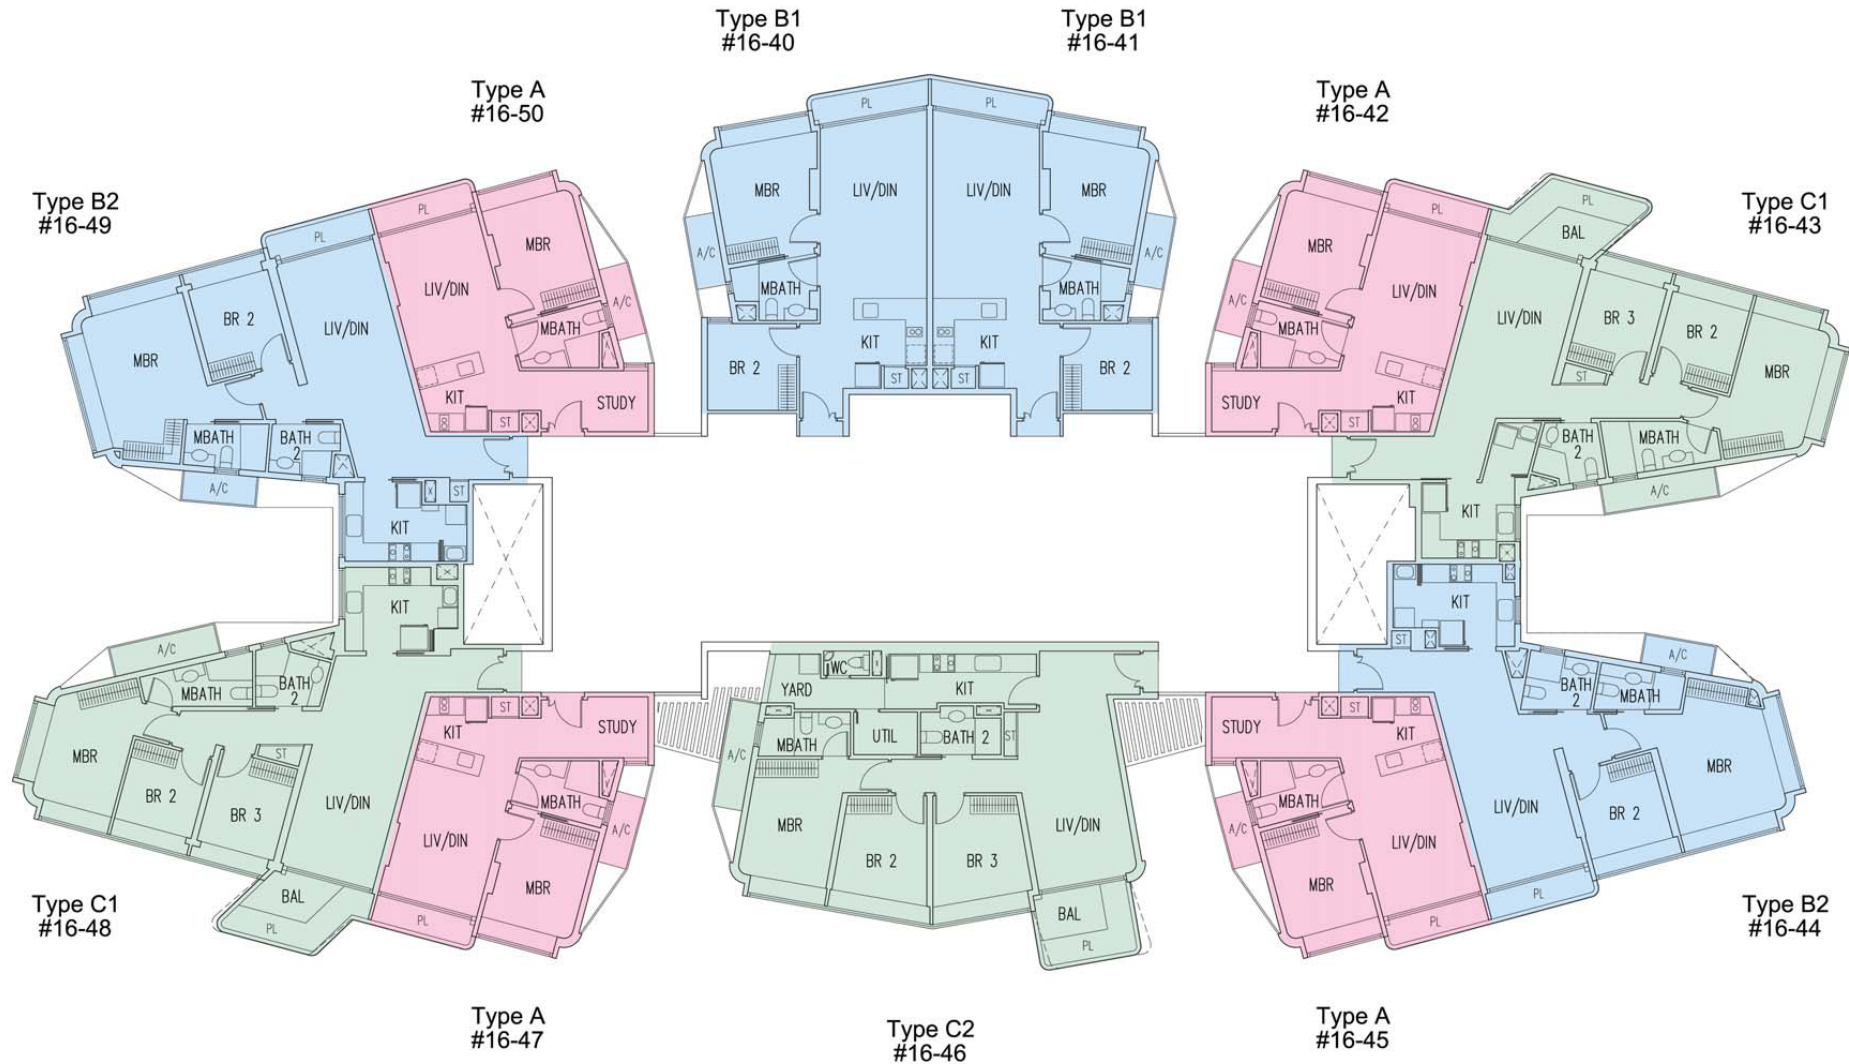 Type B1
#16-40
Type B1
#16-41
Type A
#16-50
Type A
#16-42
Type B2
#16-49
Type C1
#16-43
PL
PL
MBR
LIV/DIN
LIV/DIN
MBR
A/C
MBATH
MBATH
A/C
KIT
KIT
BR 2
ST
ST
BR 2
PL
MBR
LIV/DIN
A/C
MBATH
KIT
ST
STUDY
PL
MBR
LIV/DIN
A/C
MBATH
STUDY
ST
KIT
PL
BR 2
LIV/DIN
MBR
MBATH
BATH
2
A/C
X
ST
KIT
PL
BAL
LIV/DIN
BR 3
BR 2
MBR
ST
BATH
2
MBATH
A/C
KIT
KIT
A/C
MBATH
BATH
2
MBR
ST
BR 2
BR 3
LIV/DIN
BAL
PL
KIT
ST
A/C
BATH
2
MBATH
MBR
LIV/DIN
BR 2
PL
ST
STUDY
KIT
MBATH
A/C
LIV/DIN
MBR
PL
WC
YARD
KIT
A/C
MBATH
UTIL
BATH 2
ST
MBR
BR 2
BR 3
LIV/DIN
BAL
PL
STUDY
ST
KIT
MBATH
A/C
LIV/DIN
MBR
PL
Type C1
#16-48
Type B2
#16-44
Type A
#16-47
Type C2
#16-46
Type A
#16-45